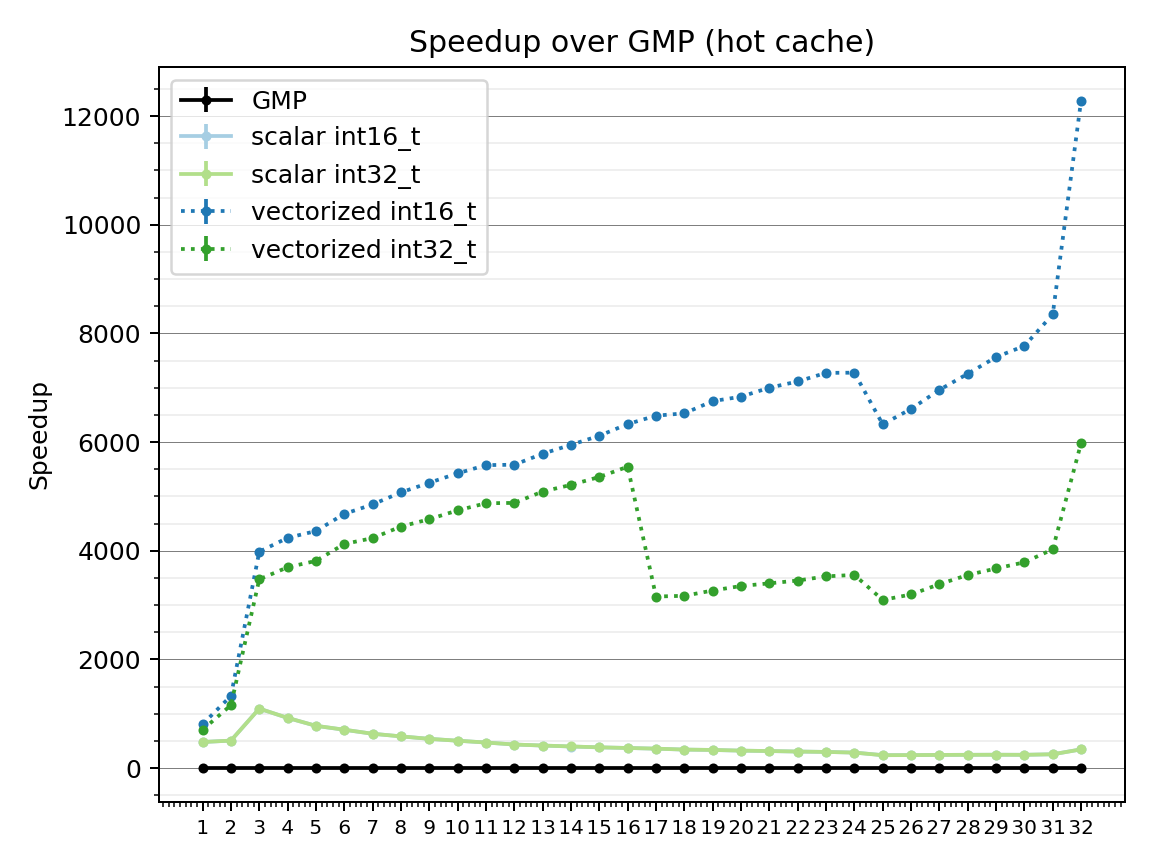 Speedup over GMP (hot cache)
GMP
scalar int16_t
scalar int32_t
vectorized int16_t
vectorized int32_t
12000
10000
8000
6000
4000
2000
0
Speedup
1 2 3 4 5 6 7 8 9 10 11 12 13 14 15 16 17 18 19 20 21 22 23 24 25 26 27 28 29 30 31 32